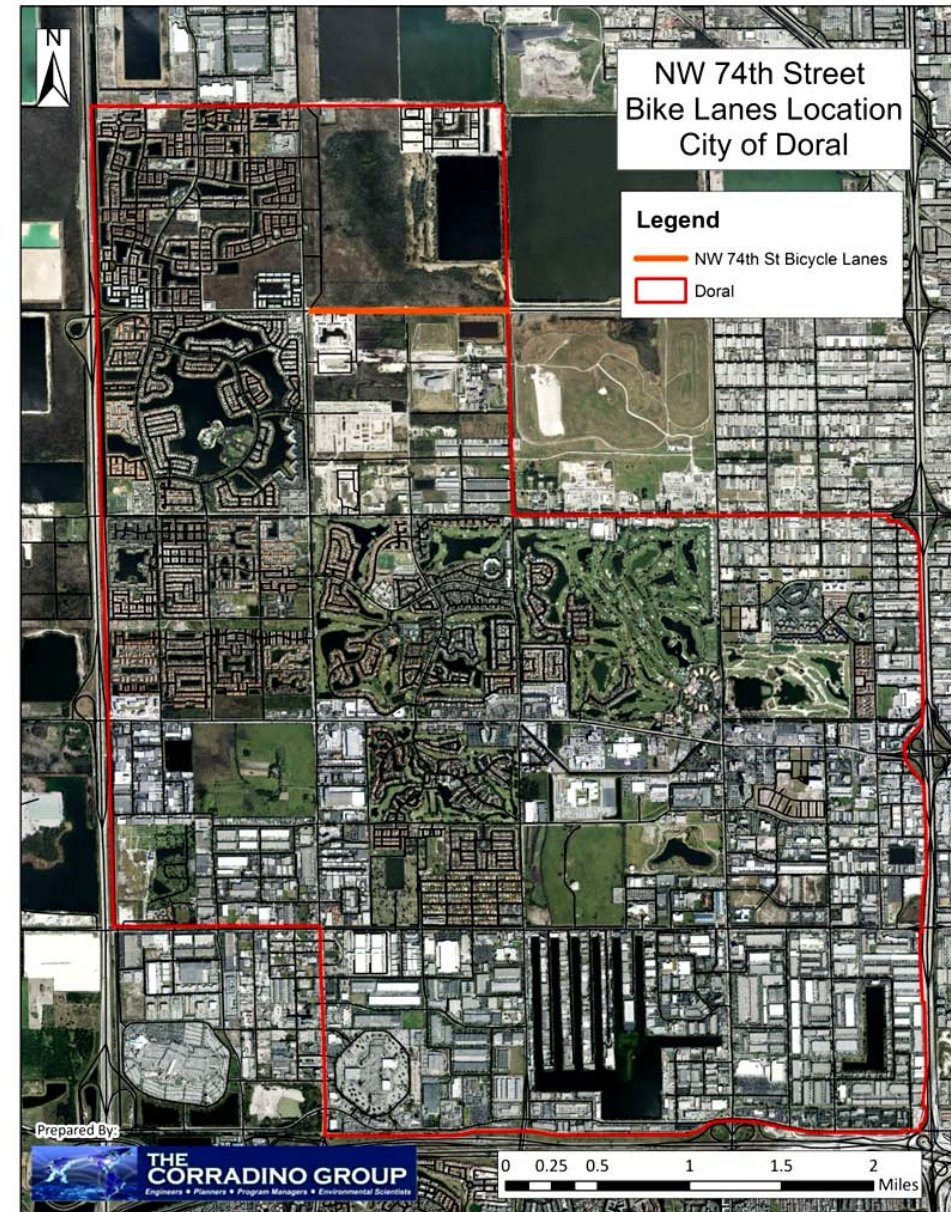 N
NW 74th Street
Bike Lanes Location
City of Doral
Legend
NW 74th St Bicycle Lanes
Doral
Prepared By:
THE
CORRADINO GROUP
Engineers • Planners • Program Managers • Environmental Scientists
0 0.25 0.5 1 1.5 2
Miles